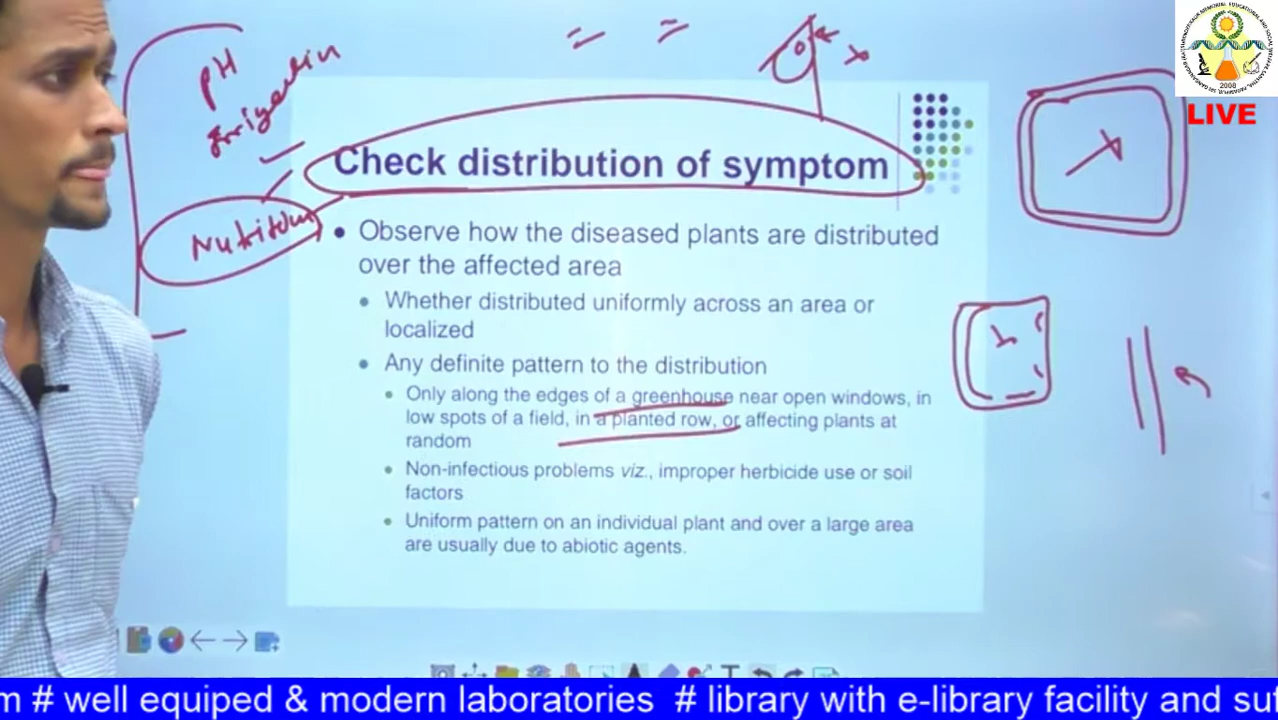 pH
Irrigation
Nutrition
LIVE
2008
Check distribution of symptom
Observe how the diseased plants are distributed
over the affected area
Whether distributed uniformly across an area or
localized
Any definite pattern to the distribution
Only along the edges of a greenhouse near open windows, in
low spots of a field, in a planted row, or affecting plants at
random
Non-infectious problems viz., improper herbicide use or soil
factors
Uniform pattern on an individual plant and over a large area
are usually due to abiotic agents.
m # well equiped & modern laboratories # library with e-library facility and su